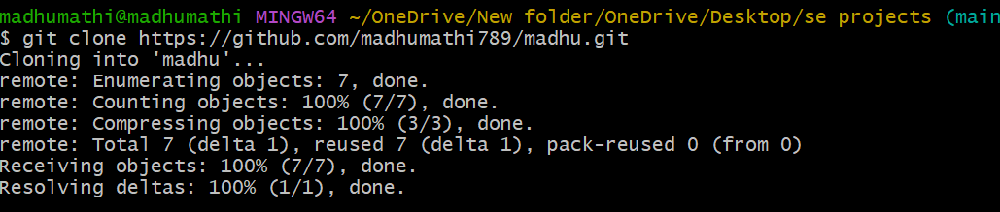 madhumathi@madhumathi MINGW64 ~/OneDrive/New folder/OneDrive/Desktop/se projects (main
$ git clone https://github.com/madhumathi789/madhu.git
Cloning into 'madhu'...
remote: Enumerating objects: 7, done.
remote: Counting objects: 100% (7/7), done.
remote: Compressing objects: 100% (3/3), done.
remote: Total 7 (delta 1), reused 7 (delta 1), pack-reused 0 (from 0)
Receiving objects: 100% (7/7), done.
Resolving deltas: 100% (1/1), done.